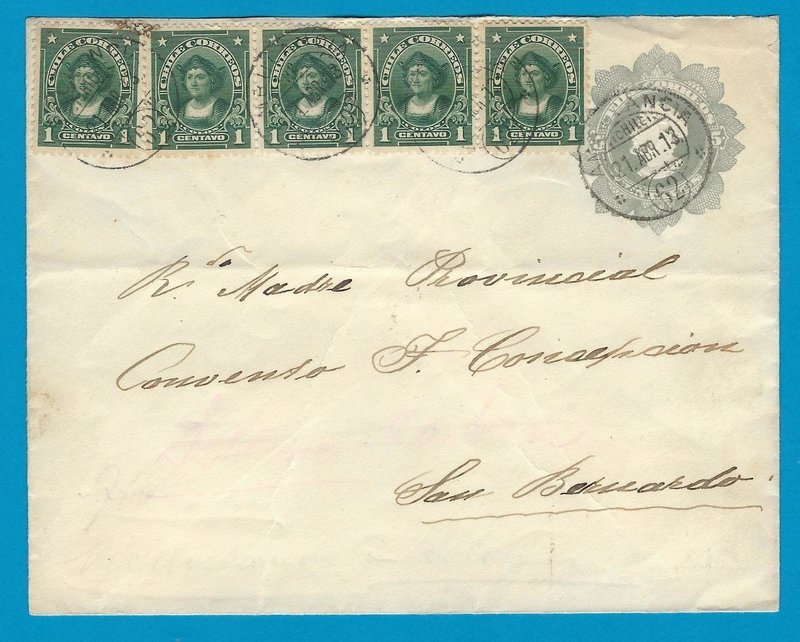 CHILE CORREOS CHILE CORREOS CHILE CORREOS CHILE CORREOS CHILE CORREOS
1 CENTAVO 1 1 CENTAVO 1 1 CENTAVO 1 1 CENTAVO 1 1 CENTAVO 1
21 ABR 13
(62)
R.da Madre Provincial
Convento F. Concepcion
San Bernardo